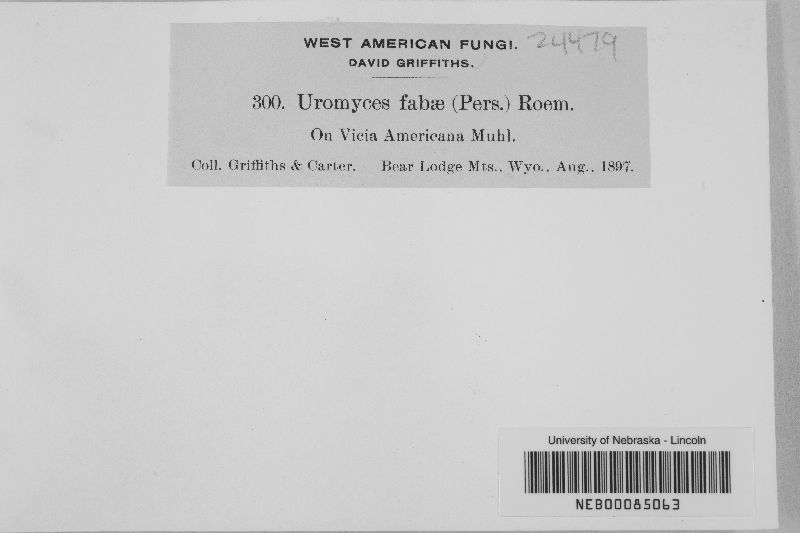 WEST AMERICAN FUNGI. 24479
DAVID GRIFFITHS.
300. Uromyces fabæ (Pers.) Roem.
On Vicia Americana Muhl.
Coll. Griffiths & Carter. Bear Lodge Mts., Wyo., Aug., 1897.
University of Nebraska - Lincoln
NEB00085063